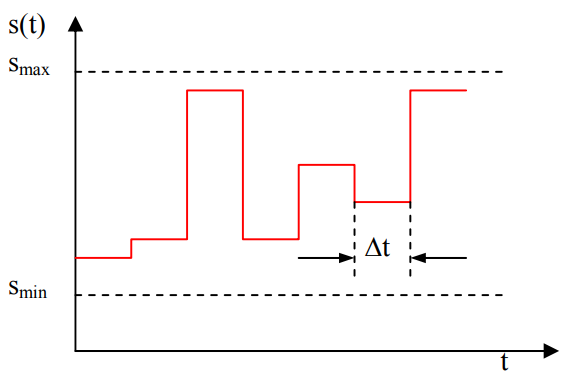 s(t)
smax
Δt
smin
t